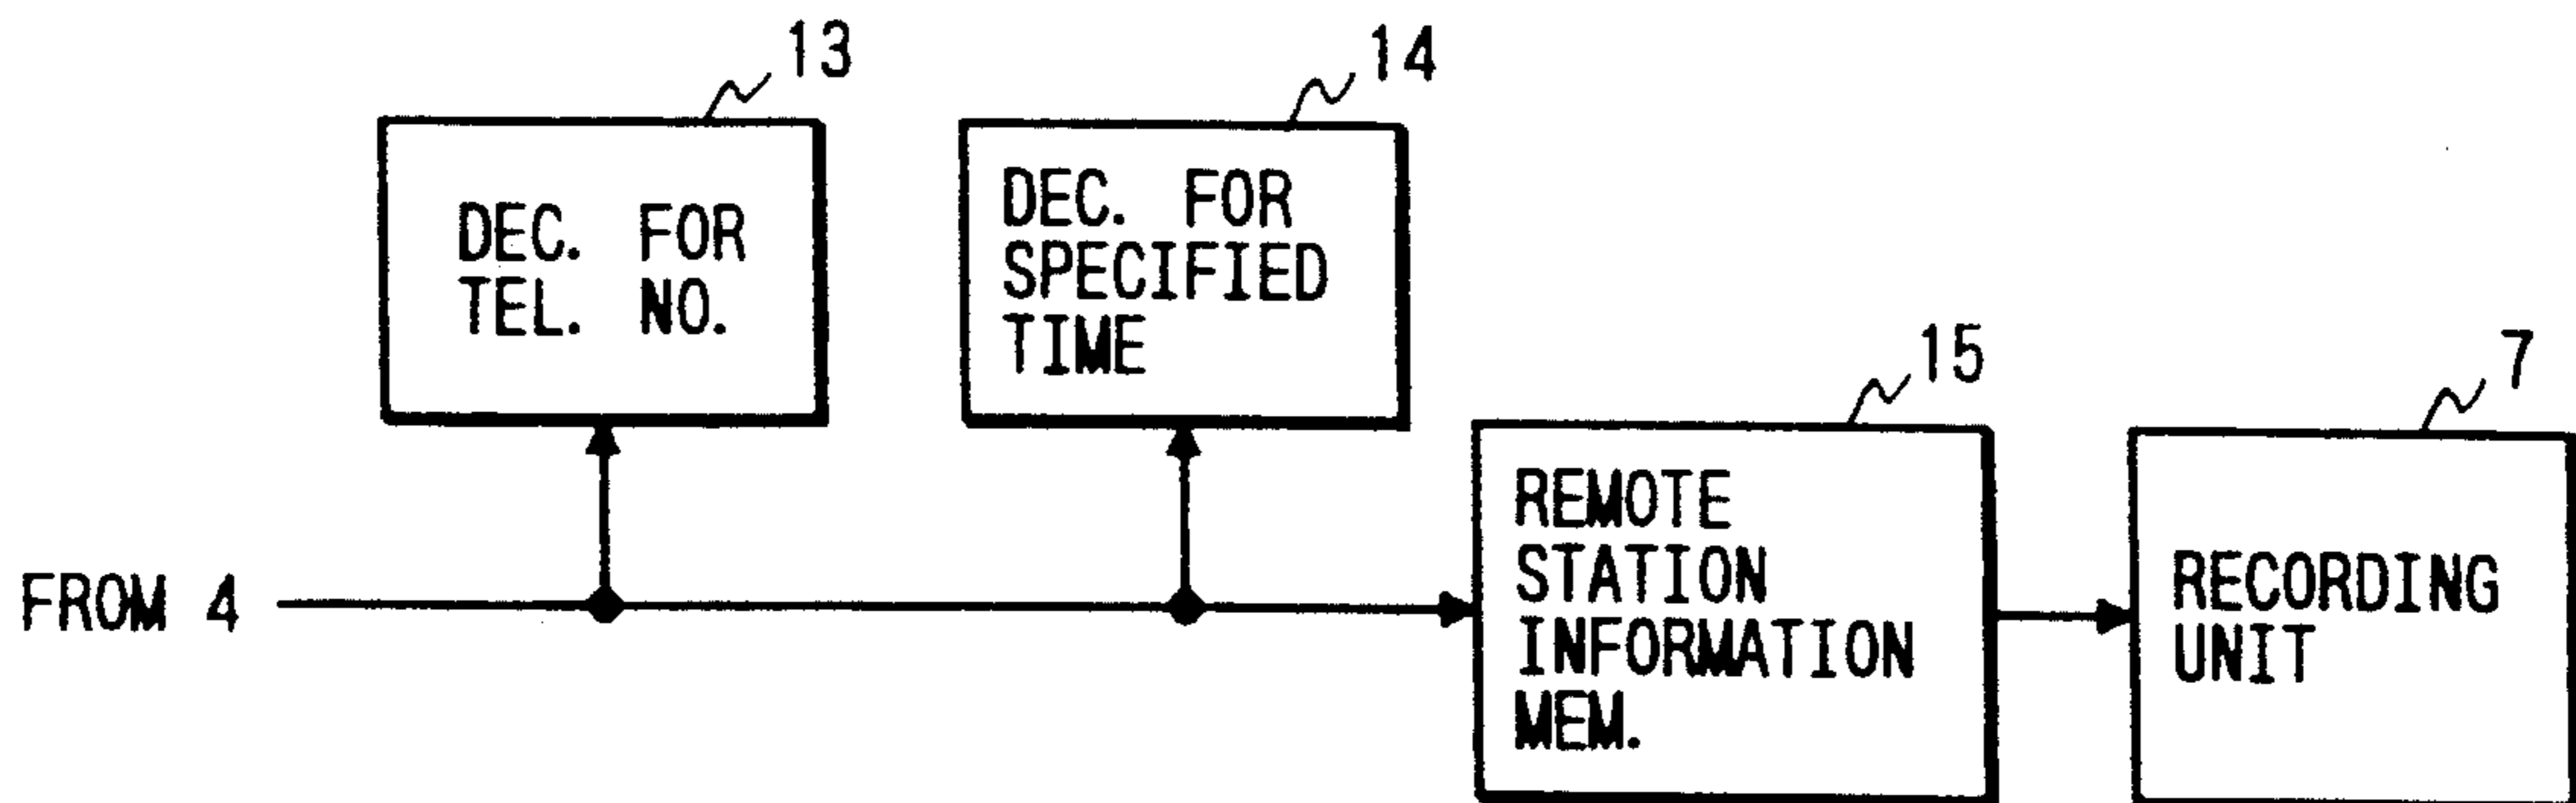 13
14
DEC. FOR
TEL. NO.
DEC. FOR
SPECIFIED
TIME
15
7
REMOTE
STATION
INFORMATION
MEM.
RECORDING
UNIT
FROM 4